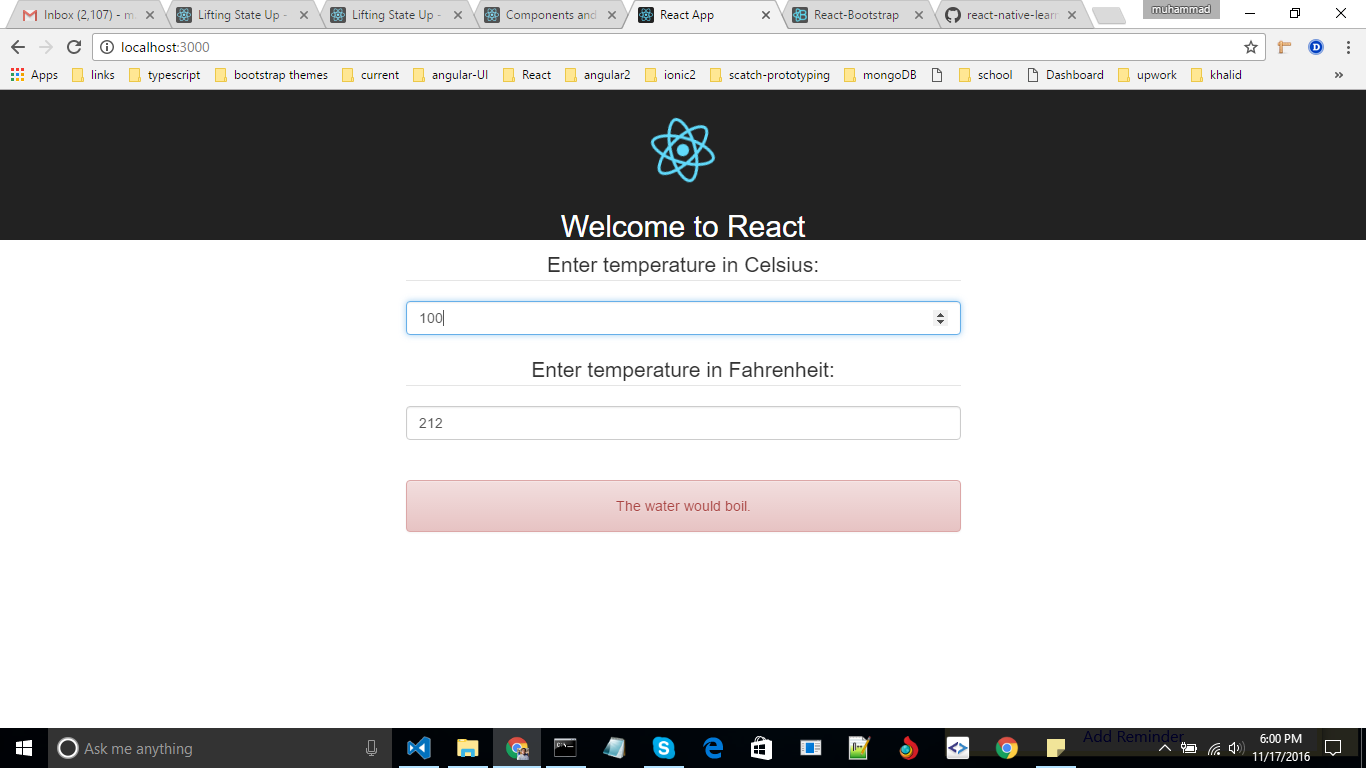 muhammad
Inbox (2,107) - m
Lifting State Up -
Lifting State Up -
Components and
React App
React-Bootstrap
react-native-lear
localhost:3000
Apps links typescript bootstrap themes current angular-UI React angular2 ionic2 scatch-prototyping mongoDB school Dashboard upwork khalid »
Welcome to React
Enter temperature in Celsius:
100
Enter temperature in Fahrenheit:
212
The water would boil.
Ask me anything
Add Reminder
6:00 PM
11/17/2016